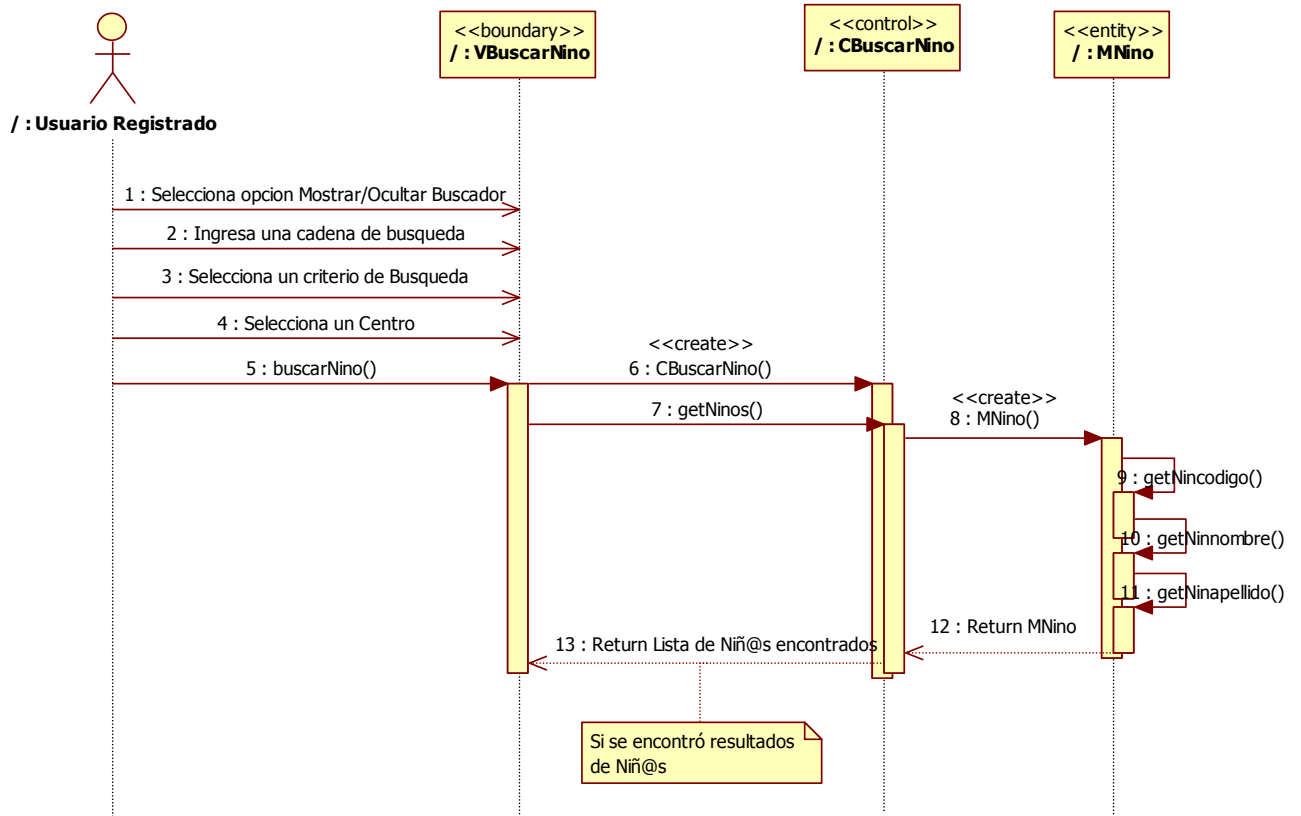 <<boundary>>
/ : VBuscarNino
<<control>>
/ : CBuscarNino
<<entity>>
/ : MNino
/ : Usuario Registrado
1 : Selecciona opcion Mostrar/Ocultar Buscador
2 : Ingresa una cadena de busqueda
3 : Selecciona un criterio de Busqueda
4 : Selecciona un Centro
5 : buscarNino()
<<create>>
6 : CBuscarNino()
7 : getNinos()
<<create>>
8 : MNino()
9 : getNincodigo()
10 : getNinnombre()
11 : getNinapellido()
12 : Return MNino
13 : Return Lista de Niñ@s encontrados
Si se encontró resultados
de Niñ@s